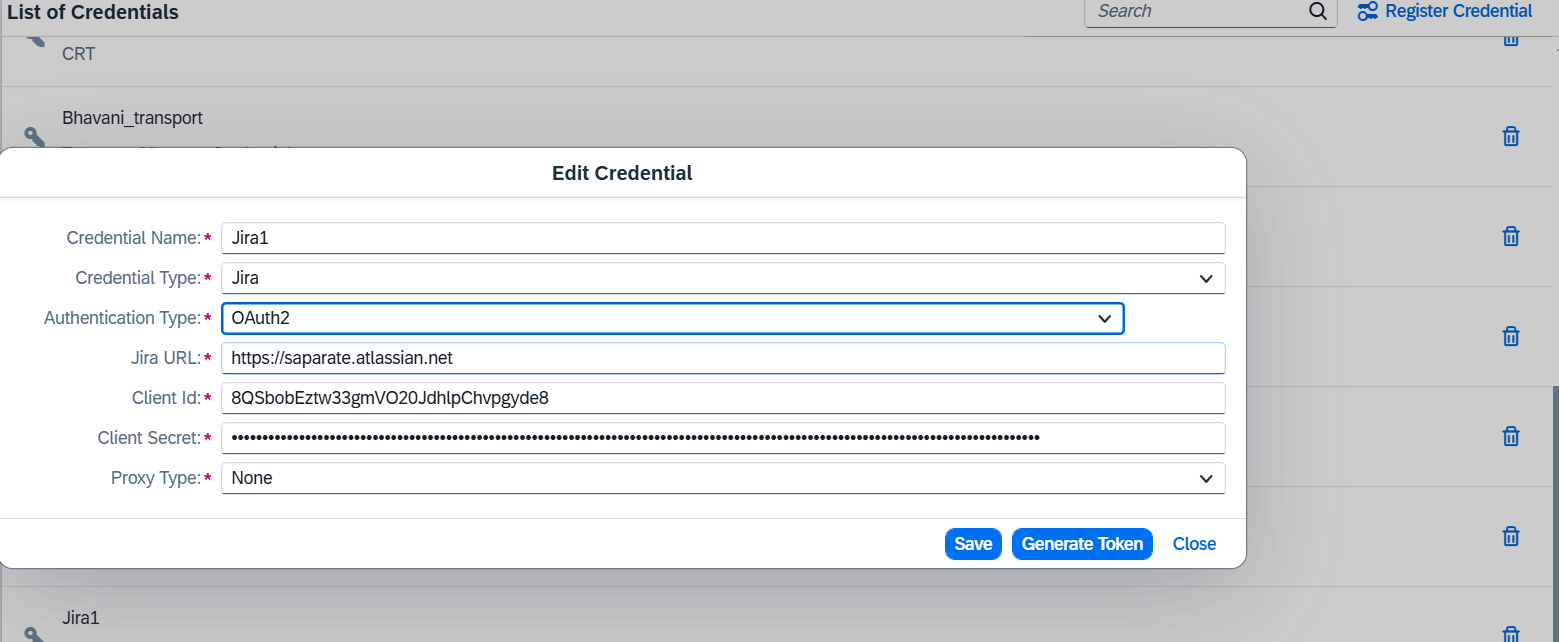 List of Credentials
Search
Register Credential
CRT
Bhavani_transport
Edit Credential
Credential Name:*
Jira1
Credential Type:*
Jira
Authentication Type:*
OAuth2
Jira URL:*
https://saparate.atlassian.net
Client Id:*
8QSbobEztw33gmVO20JdhlpChvpgyde8
Client Secret:*
Proxy Type:*
None
Save
Generate Token
Close
Jira1